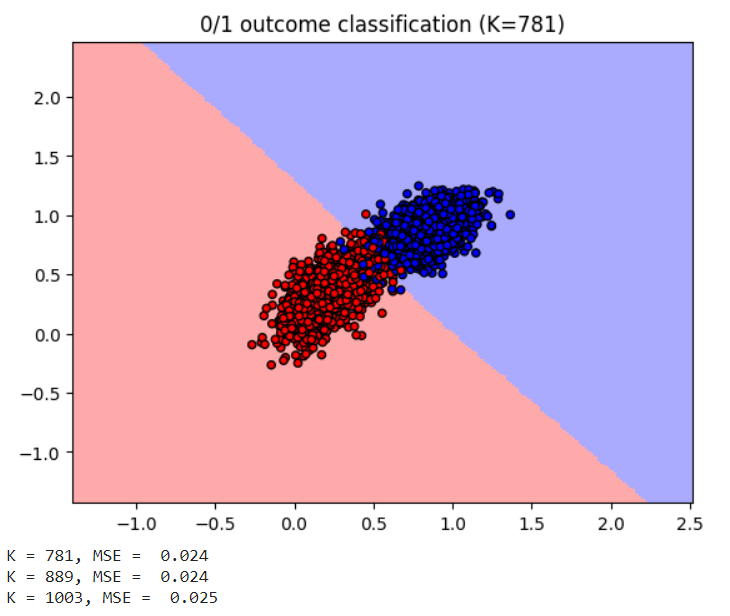 0/1 outcome classification (K=781)
2.0
1.5
1.0
0.5
0.0
−0.5
−1.0
−1.0 −0.5 0.0 0.5 1.0 1.5 2.0 2.5
K = 781, MSE =  0.024
K = 889, MSE =  0.024
K = 1003, MSE =  0.025